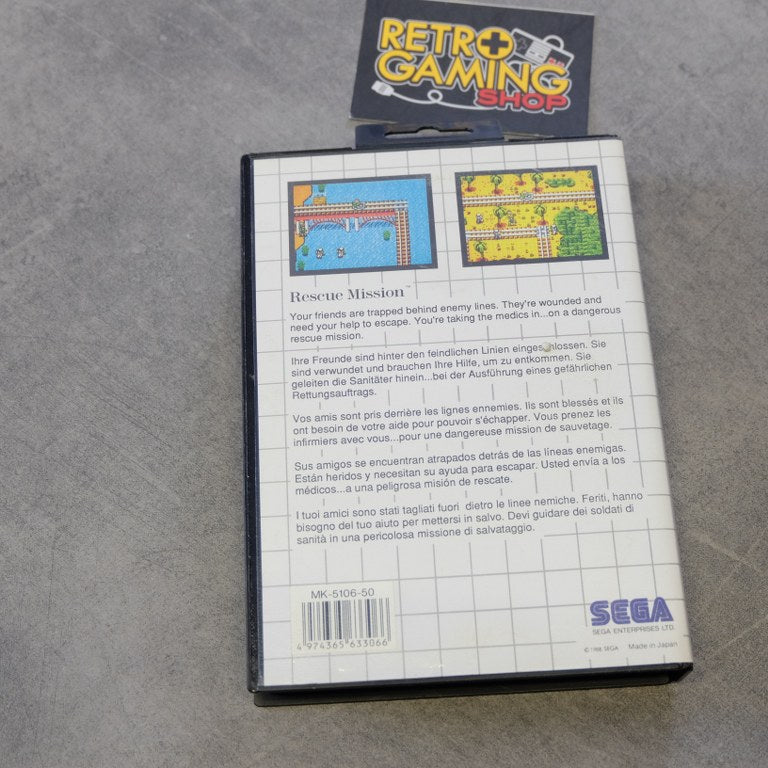 RETRO
GAMING
SHOP
Rescue Mission™
Your friends are trapped behind enemy lines. They're wounded and
need your help to escape. You're taking the medics in...on a dangerous
rescue mission.
Ihre Freunde sind hinter den feindlichen Linien eingeschlossen. Sie
sind verwundet und brauchen Ihre Hilfe, um zu entkommen. Sie
geleiten die Sanitäter hinein...bei der Ausführung eines gefährlichen
Rettungsauftrags.
Vos amis sont pris derrière les lignes ennemies. Ils sont blessés et ils
ont besoin de votre aide pour pouvoir s'échapper. Vous prenez les
infirmiers avec vous...pour une dangereuse mission de sauvetage.
Sus amigos se encuentran atrapados detrás de las líneas enemigas.
Están heridos y necesitan su ayuda para escapar. Usted envía a los
médicos...a una peligrosa misión de rescate.
I tuoi amici sono stati tagliati fuori dietro le linee nemiche. Feriti, hanno
bisogno del tuo aiuto per mettersi in salvo. Devi guidare dei soldati di
sanità in una pericolosa missione di salvataggio.
MK-5106-50
4 974365 633066
SEGA
SEGA ENTERPRISES LTD.
© 1988 SEGA Made in Japan